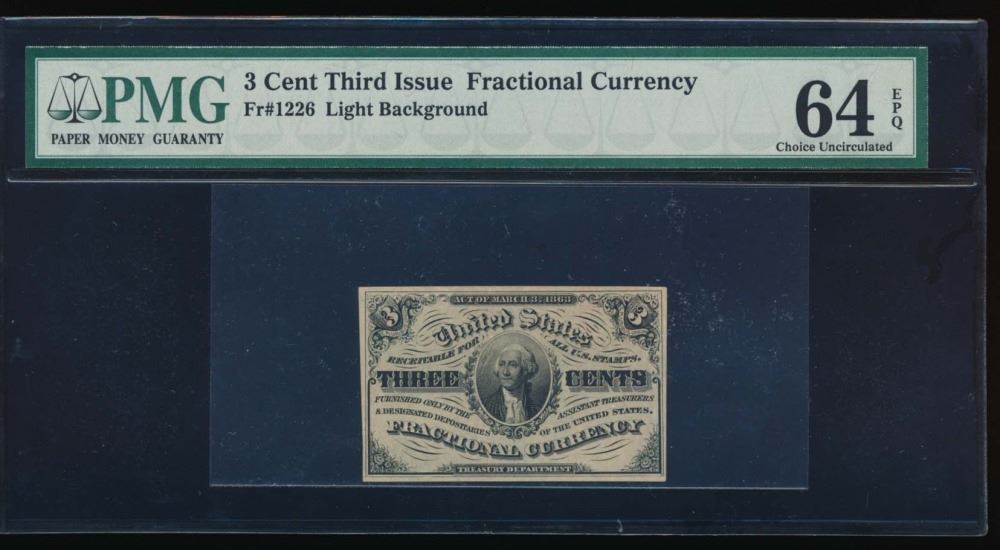 PMG
PAPER MONEY GUARANTY
3 Cent Third Issue Fractional Currency
Fr#1226 Light Background
64 EPQ
Choice Uncirculated
ACT OF MARCH 3: 1863
3 3
United States
RECEIVABLE FOR ALL U.S. STAMPS.
THREE CENTS
FURNISHED ONLY BY THE ASSISTANT TREASURERS
& DESIGNATED DEPOSITARIES OF THE UNITED STATES.
3C
FRACTIONAL CURRENCY
TREASURY DEPARTMENT